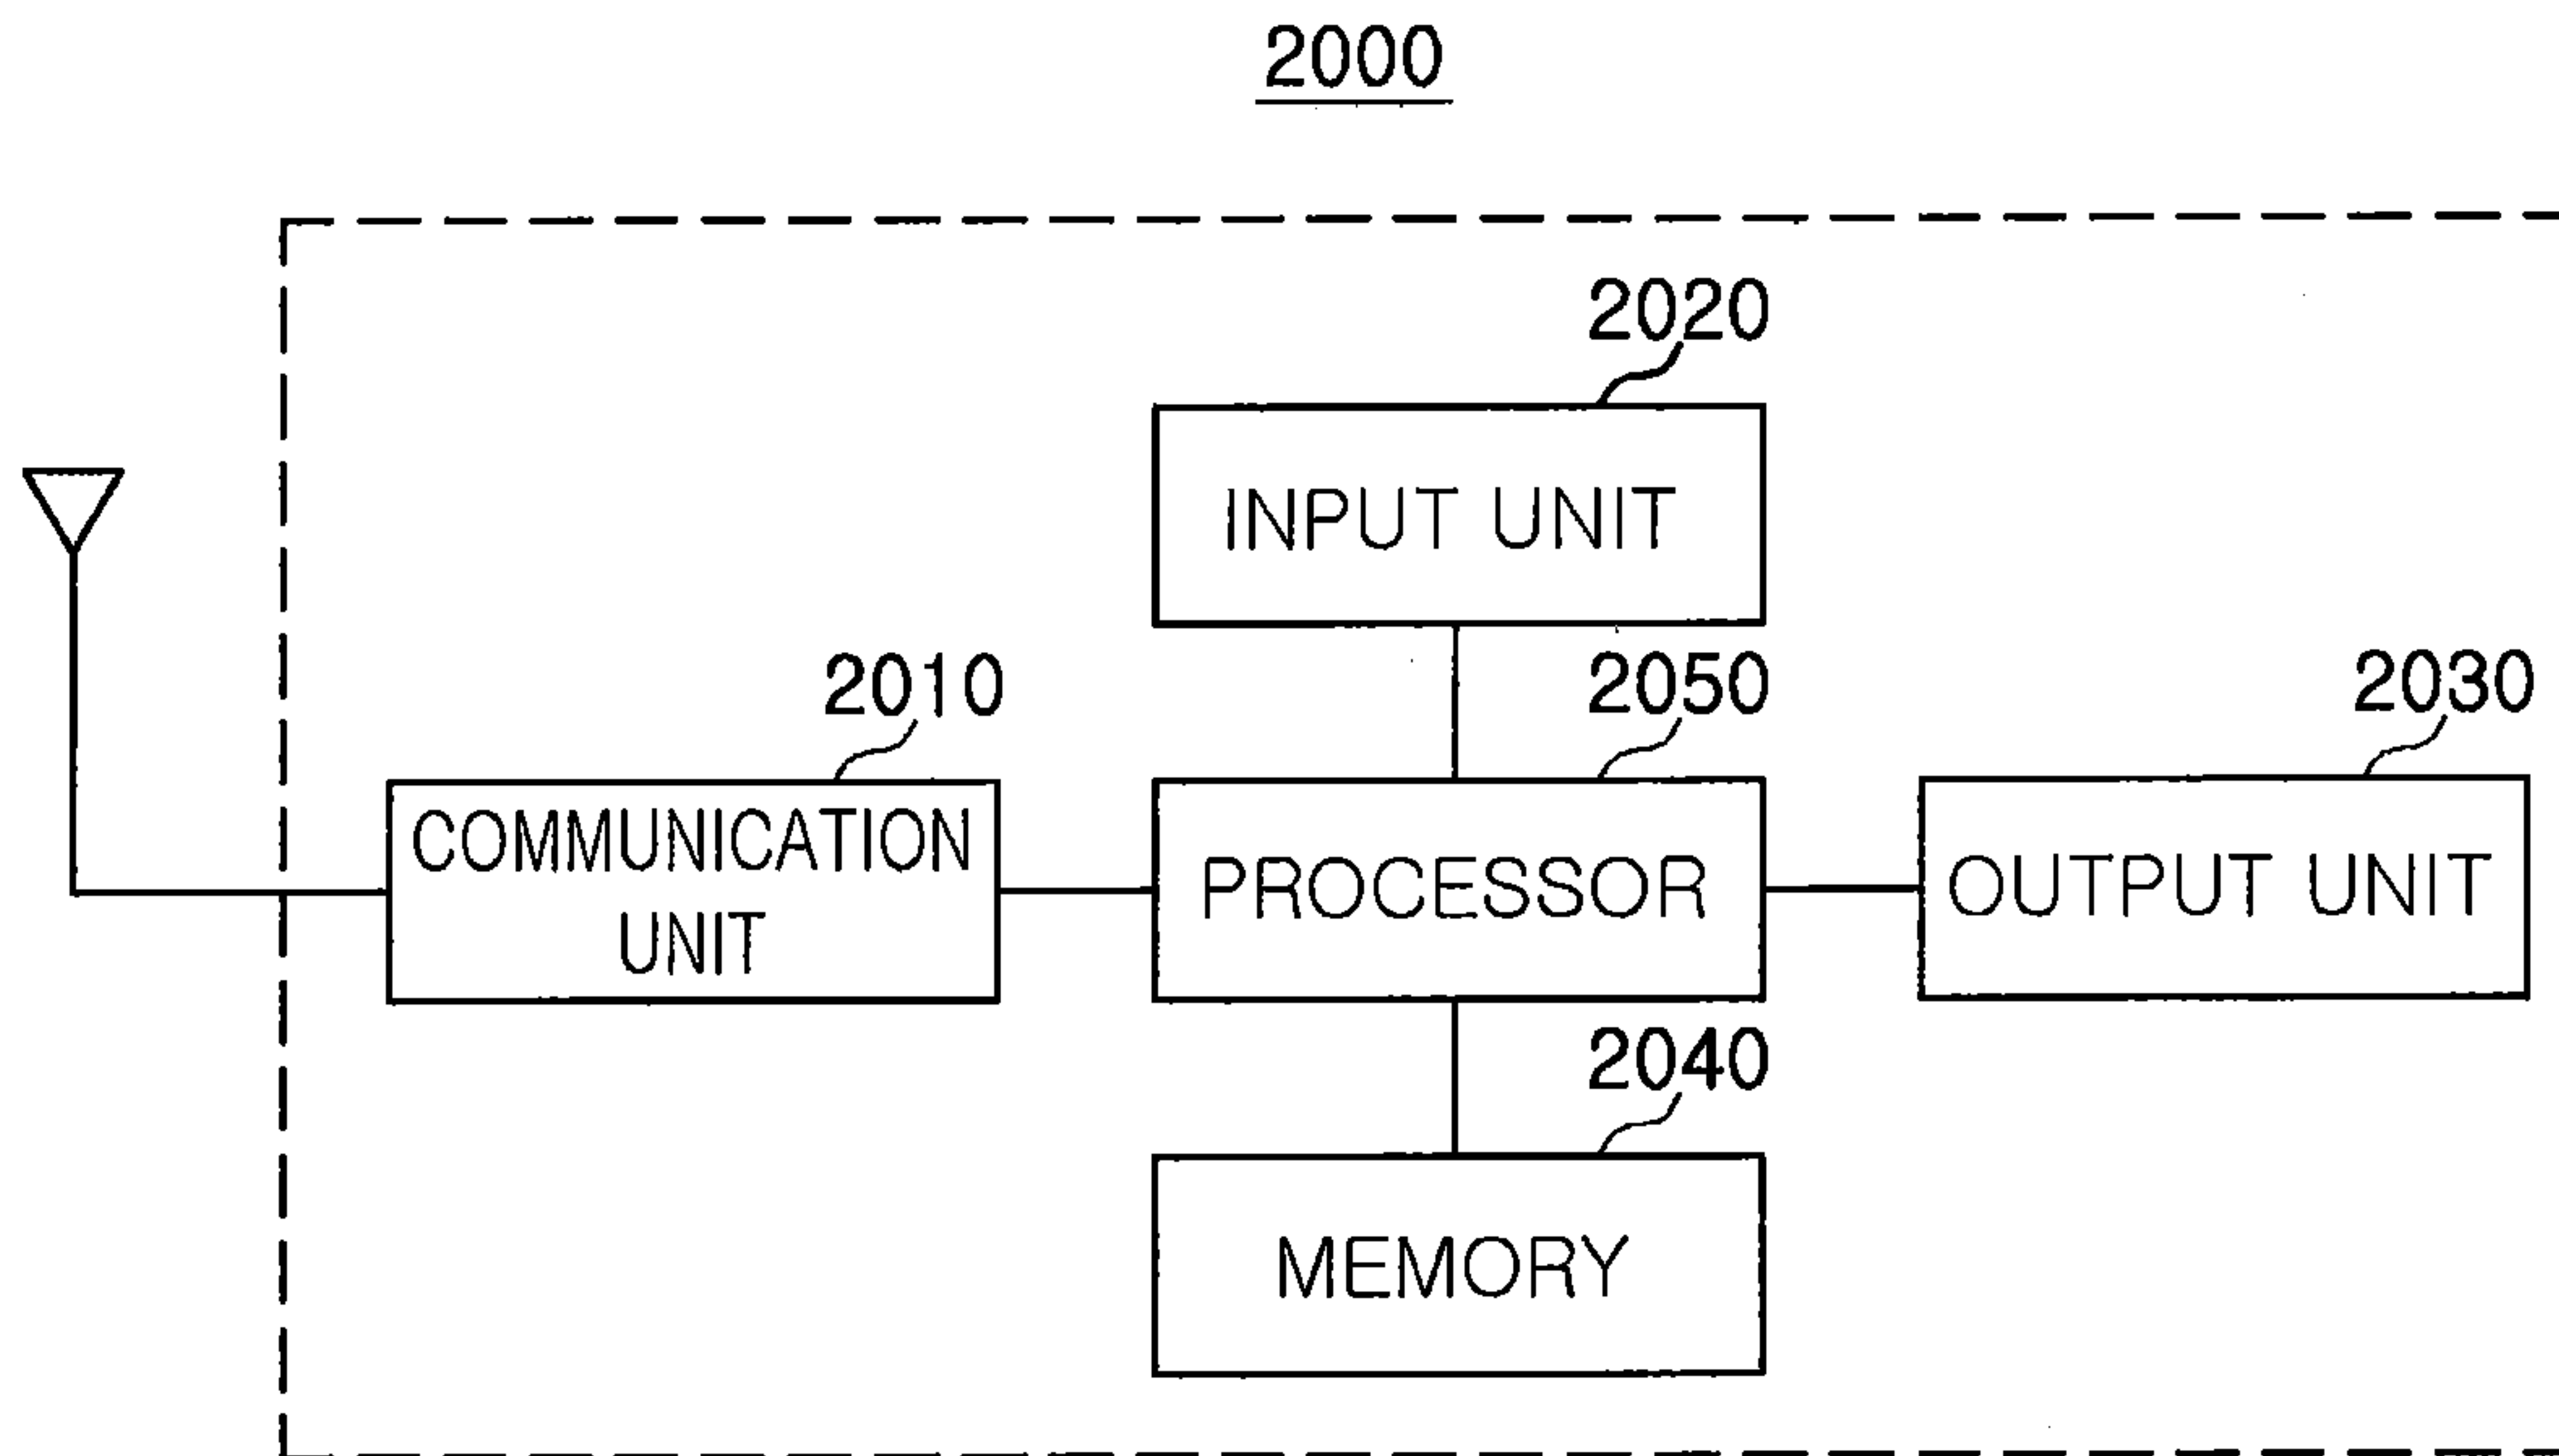 2000
2020
INPUT UNIT
2010
2050
2030
COMMUNICATION
UNIT
PROCESSOR
OUTPUT UNIT
2040
MEMORY